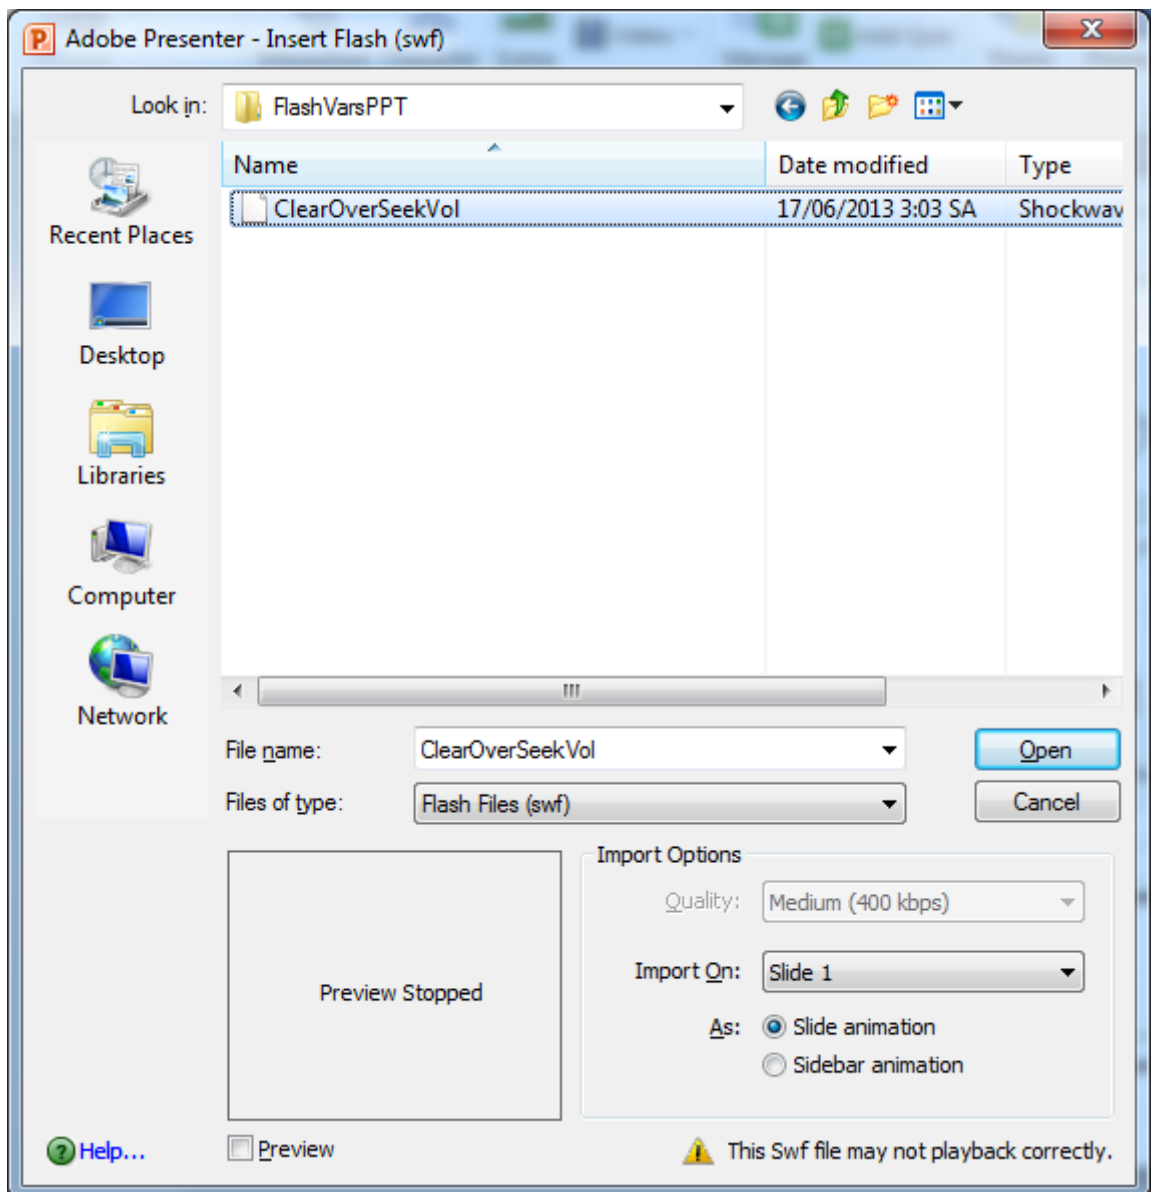 Adobe Presenter - Insert Flash (swf)
Look in: FlashVarsPPT
Name Date modified Type
ClearOverSeekVol 17/06/2013 3:03 SA Shockwav
Recent Places
Desktop
Libraries
Computer
Network
File name: ClearOverSeekVol Open
Files of type: Flash Files (swf) Cancel
Import Options
Quality: Medium (400 kbps)
Import On: Slide 1
Preview Stopped
As: Slide animation
Sidebar animation
Help... Preview This Swf file may not playback correctly.